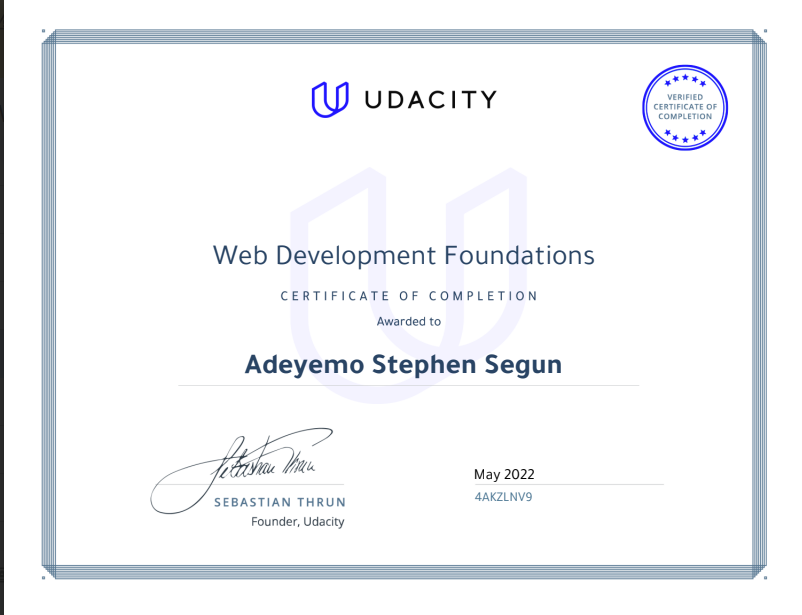 UDACITY
VERIFIED
CERTIFICATE OF
COMPLETION
Web Development Foundations
CERTIFICATE OF COMPLETION
Awarded to
Adeyemo Stephen Segun
Sebastian Thrun
SEBASTIAN THRUN
Founder, Udacity
May 2022
4AKZLNV9